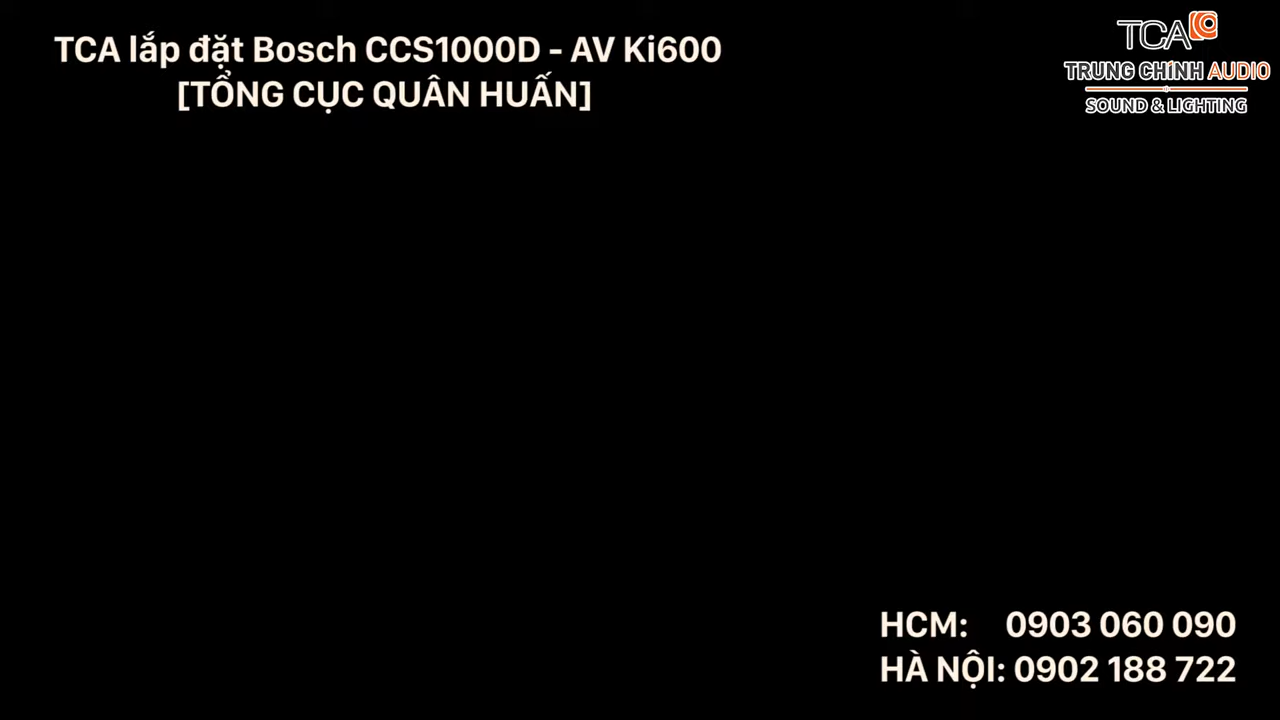 TCA lắp đặt Bosch CCS1000D - AV Ki600
[TỔNG CỤC QUÂN HUẤN]
TCA
TRUNG CHÍNH AUDIO
SOUND & LIGHTING
HCM: 0903 060 090
HÀ NỘI: 0902 188 722